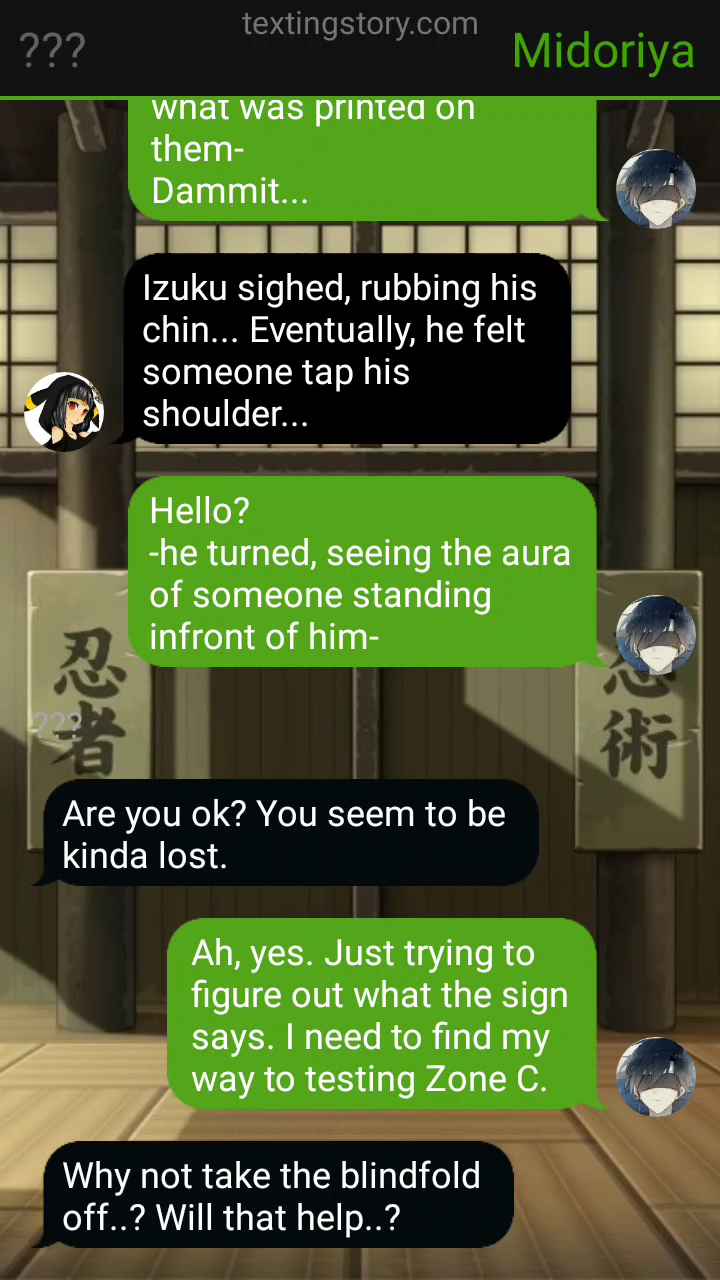 textingstory.com
???
Midoriya
what was printed on
them-
Dammit...
Izuku sighed, rubbing his
chin... Eventually, he felt
someone tap his
shoulder...
Hello?
-he turned, seeing the aura
of someone standing
infront of him-
忍者
忍術
???
Are you ok? You seem to be
kinda lost.
Ah, yes. Just trying to
figure out what the sign
says. I need to find my
way to testing Zone C.
Why not take the blindfold
off..? Will that help..?